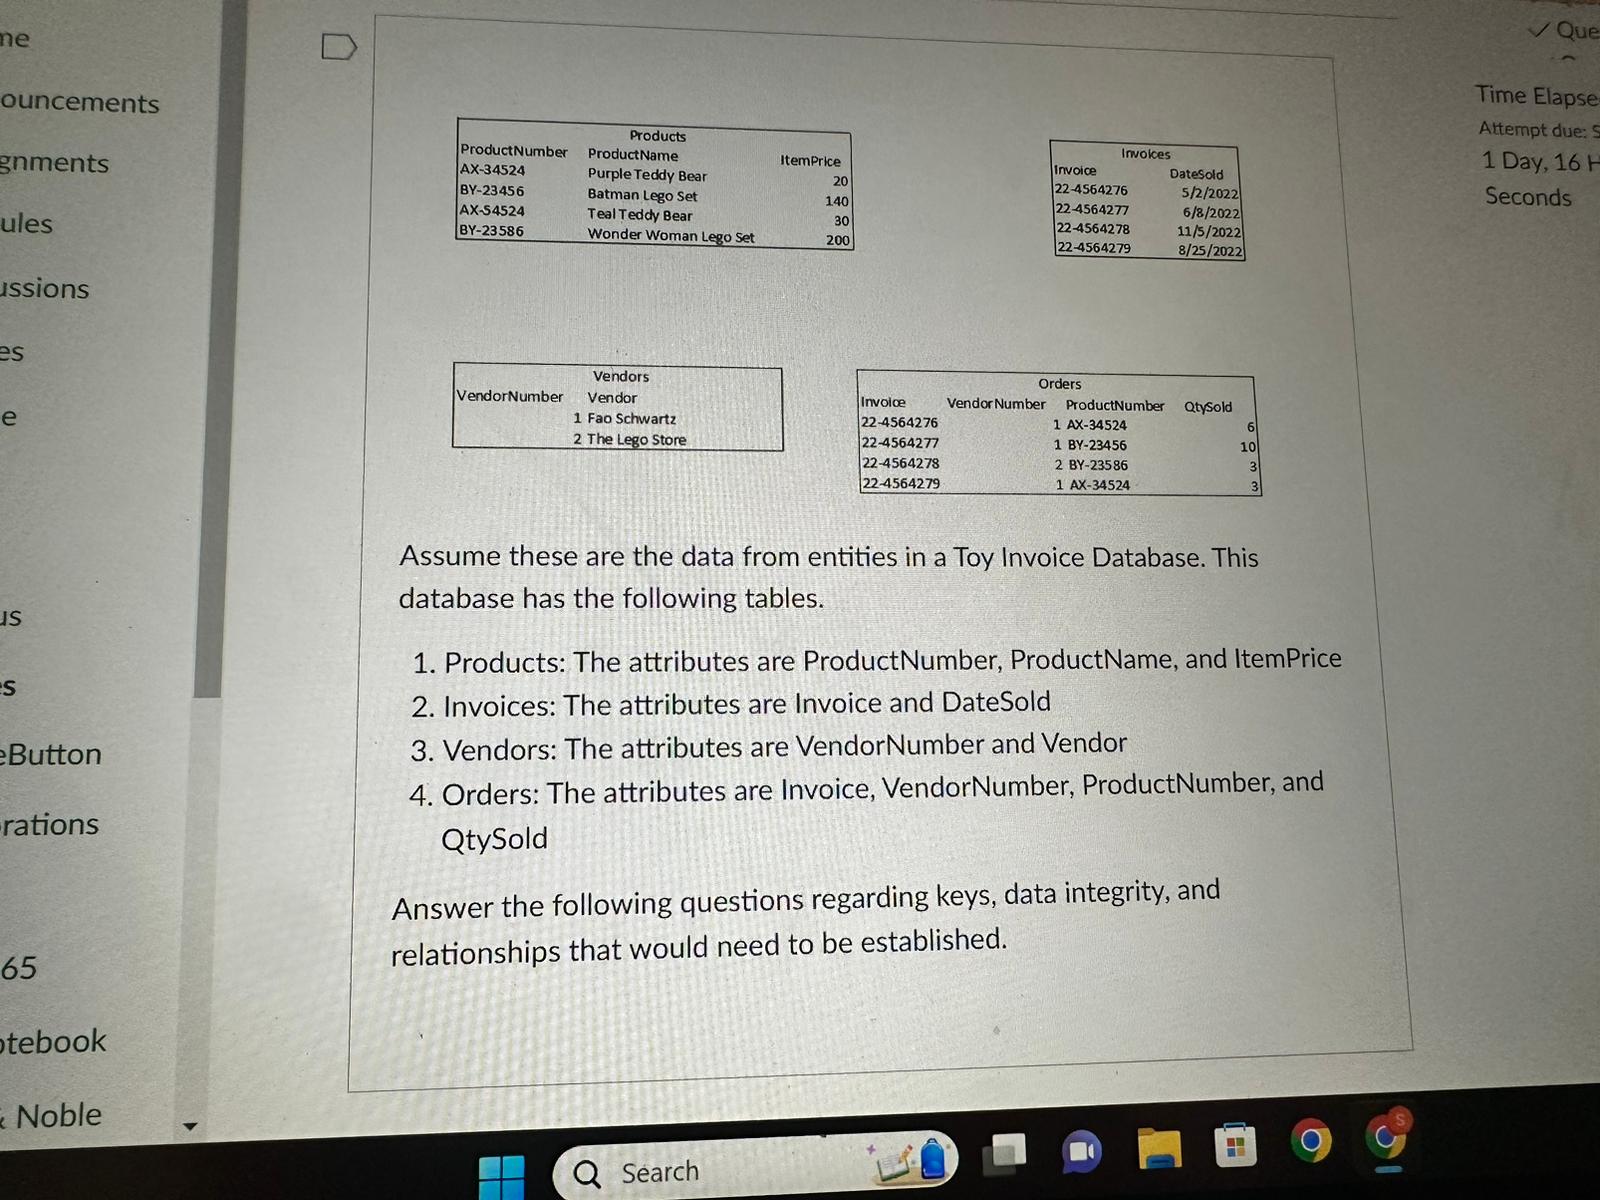 ouncements
gnments
ules
ussions
es
e
us
es
eButton
rations
65
otebook
& Noble
Products
ProductNumber ProductName ItemPrice
AX-34524 Purple Teddy Bear 20
BY-23456 Batman Lego Set 140
AX-54524 Teal Teddy Bear 30
BY-23586 Wonder Woman Lego Set 200
Invoices
Invoice DateSold
22-4564276 5/2/2022
22-4564277 6/8/2022
22-4564278 11/5/2022
22-4564279 8/25/2022
Vendors
VendorNumber Vendor
1 Fao Schwartz
2 The Lego Store
Orders
Invoice VendorNumber ProductNumber QtySold
22-4564276 1 AX-34524 6
22-4564277 1 BY-23456 10
22-4564278 2 BY-23586 3
22-4564279 1 AX-34524 3
Assume these are the data from entities in a Toy Invoice Database. This
database has the following tables.
1. Products: The attributes are ProductNumber, ProductName, and ItemPrice
2. Invoices: The attributes are Invoice and DateSold
3. Vendors: The attributes are VendorNumber and Vendor
4. Orders: The attributes are Invoice, VendorNumber, ProductNumber, and
QtySold
Answer the following questions regarding keys, data integrity, and
relationships that would need to be established.
Que
Time Elapse
Attempt due: S
1 Day, 16 H
Seconds
Search
S